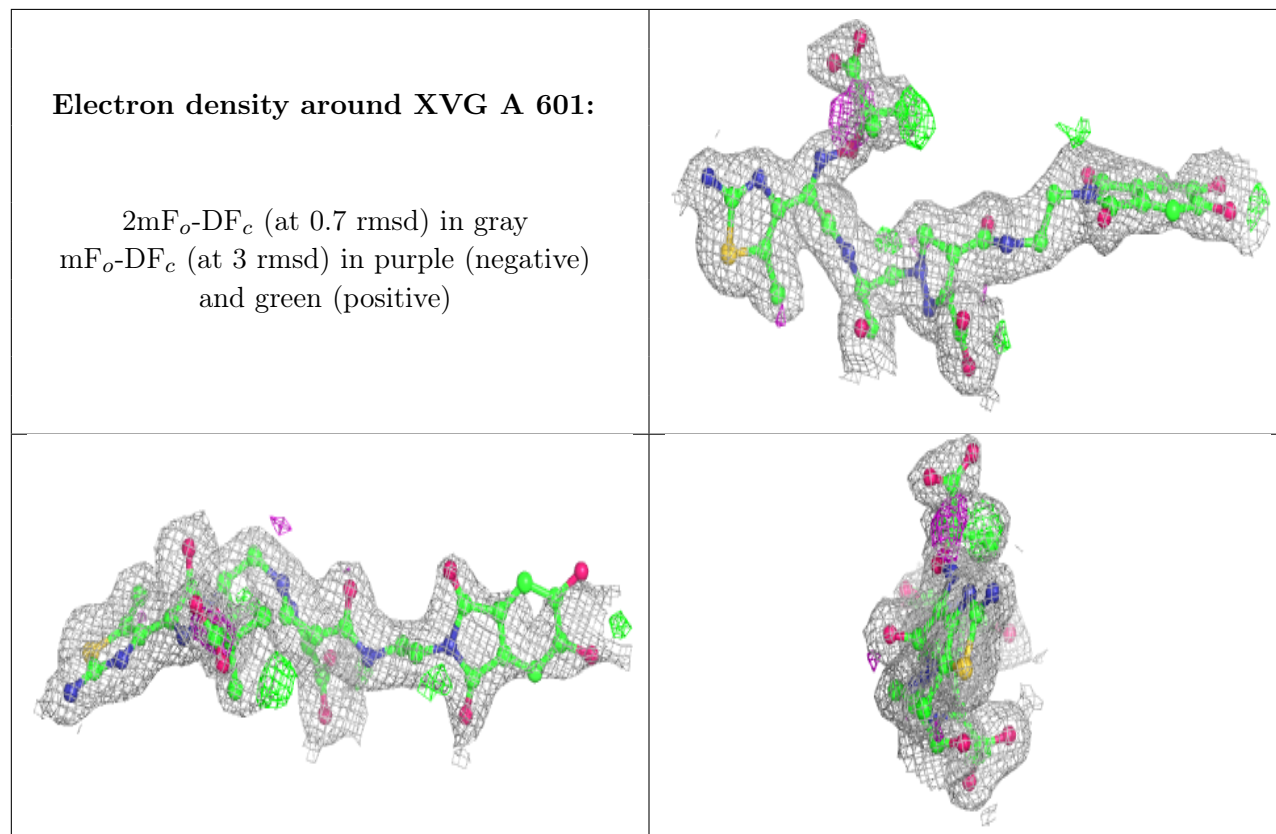 Electron density around XVG A 601:
2mFₒ-DF𝒸 (at 0.7 rmsd) in gray
mFₒ-DF𝒸 (at 3 rmsd) in purple (negative)
and green (positive)